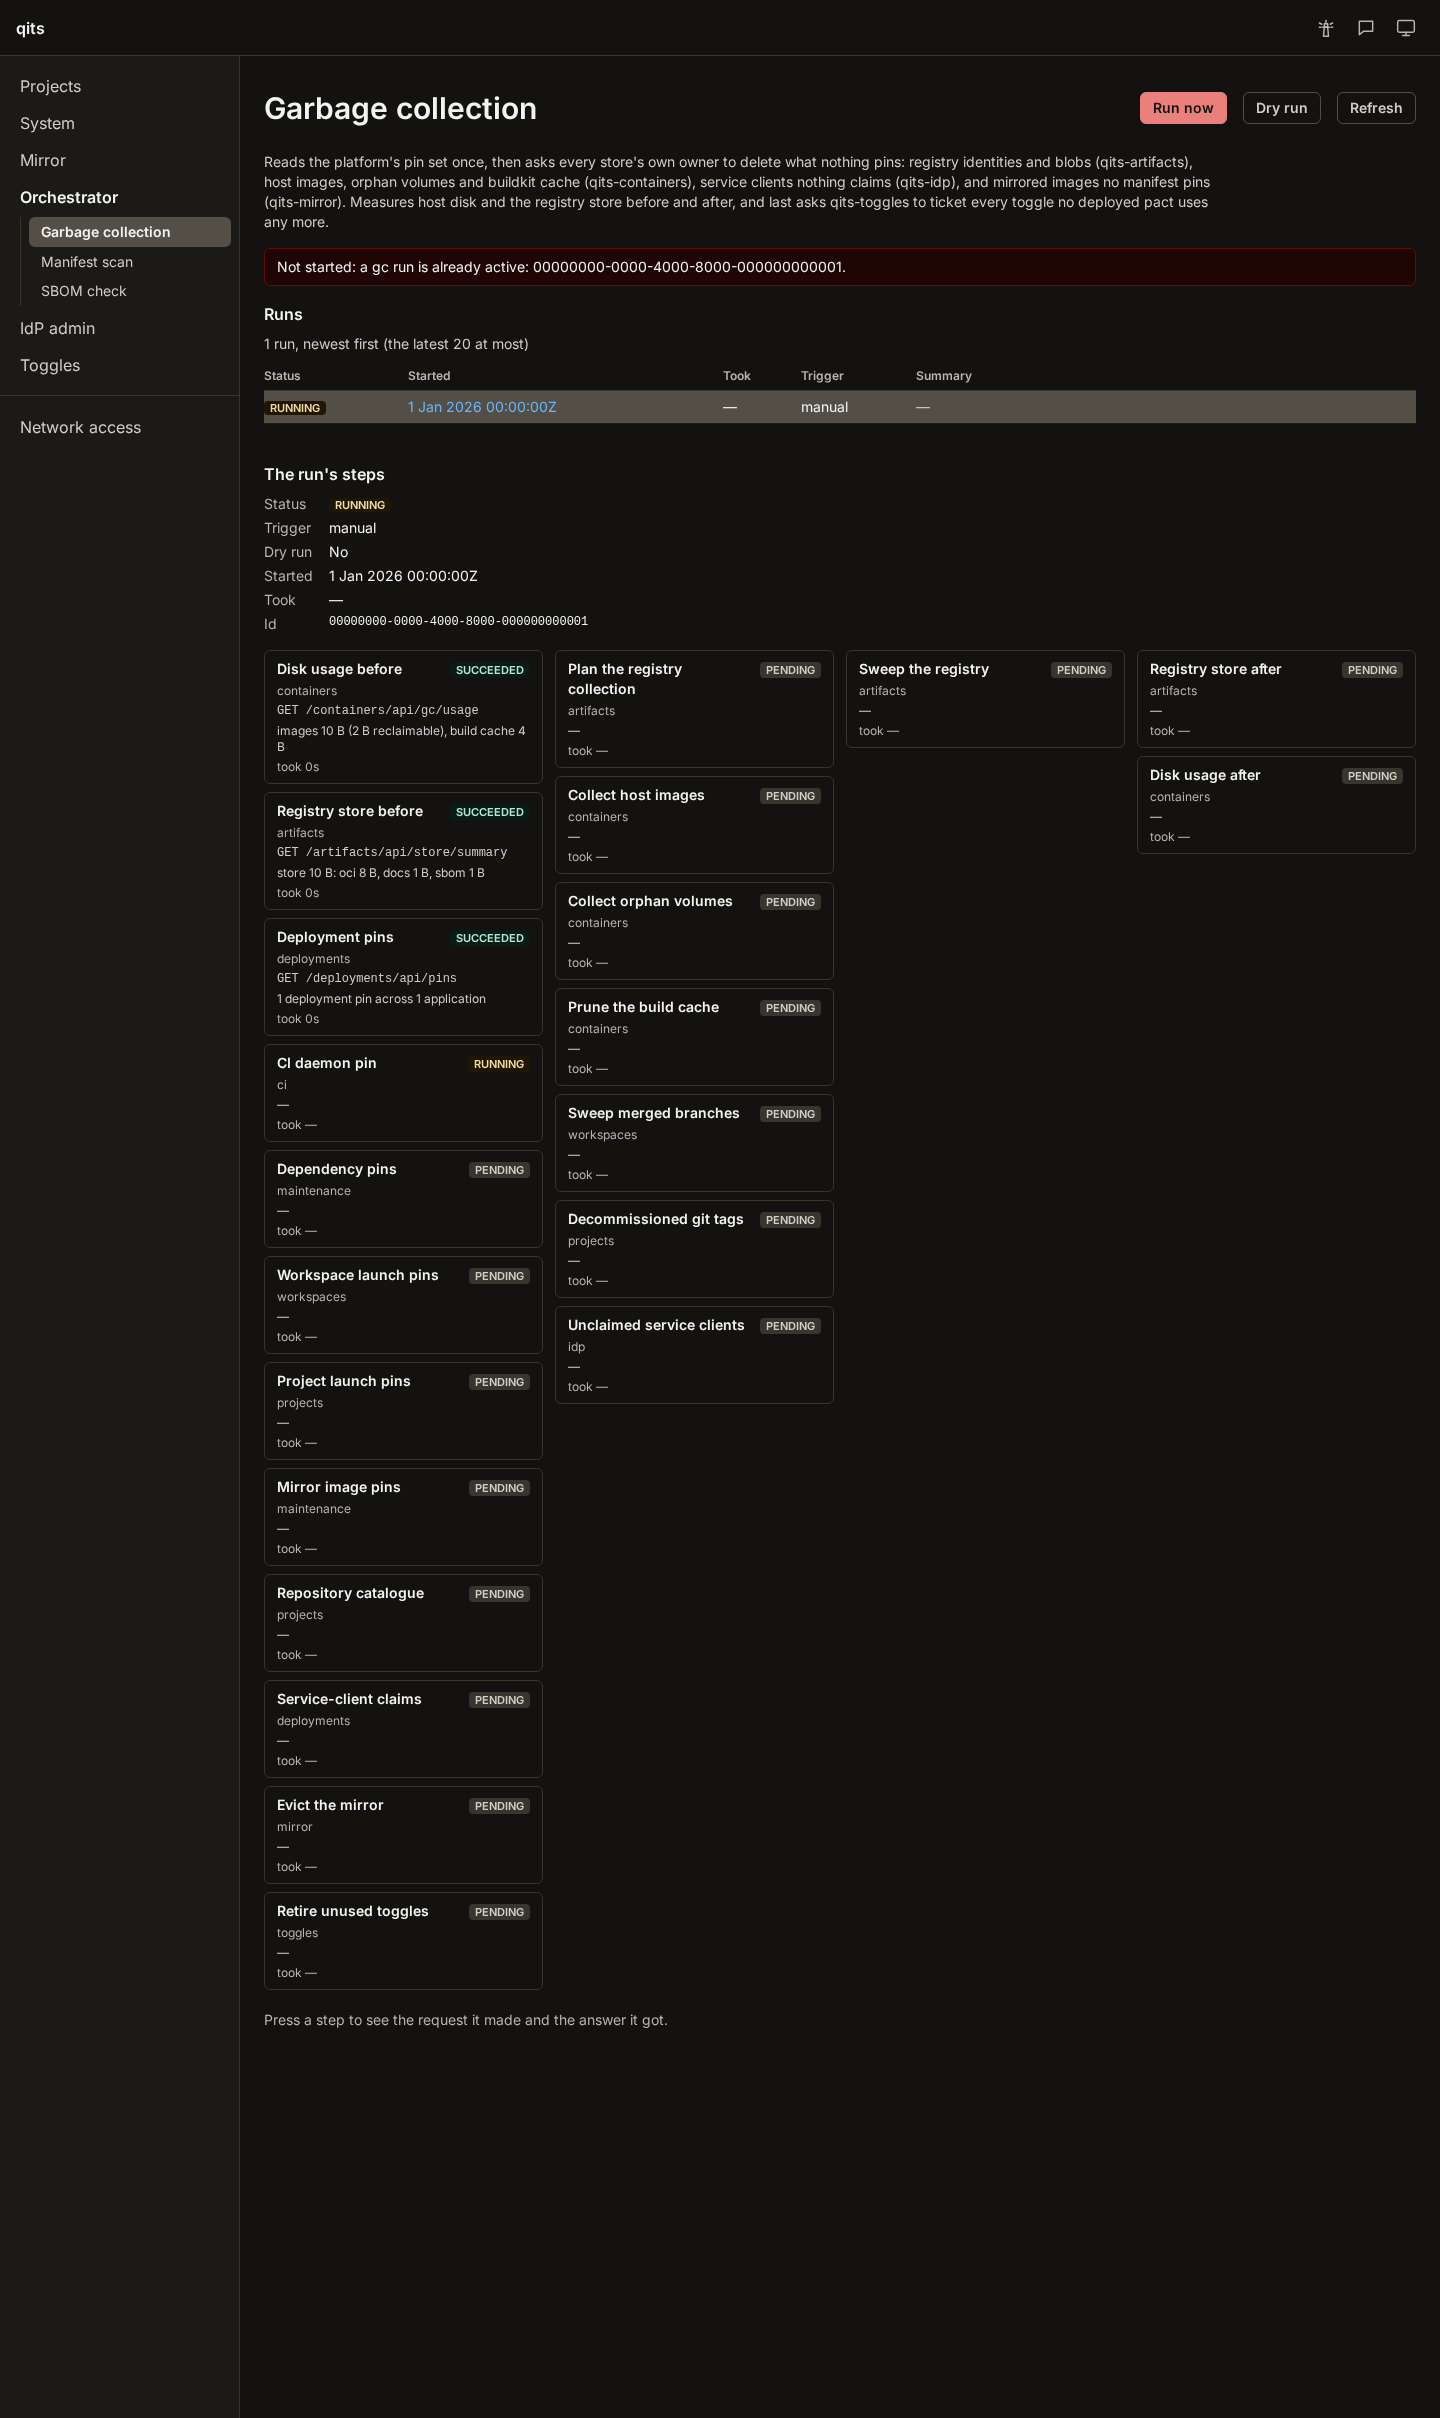 qits
Projects
System
Mirror
Orchestrator
Garbage collection
Manifest scan
SBOM check
IdP admin
Toggles
Network access
Garbage collection
Run now
Dry run
Refresh
Reads the platform's pin set once, then asks every store's own owner to delete what nothing pins: registry identities and blobs (qits-artifacts),
host images, orphan volumes and buildkit cache (qits-containers), service clients nothing claims (qits-idp), and mirrored images no manifest pins
(qits-mirror). Measures host disk and the registry store before and after, and last asks qits-toggles to ticket every toggle no deployed pact uses
any more.
Not started: a gc run is already active: 00000000-0000-4000-8000-000000000001.
Runs
1 run, newest first (the latest 20 at most)
Status Started Took Trigger Summary
RUNNING 1 Jan 2026 00:00:00Z — manual —
The run's steps
Status RUNNING
Trigger manual
Dry run No
Started 1 Jan 2026 00:00:00Z
Took —
Id 00000000-0000-4000-8000-000000000001
Disk usage before SUCCEEDED
containers
GET /containers/api/gc/usage
images 10 B (2 B reclaimable), build cache 4
B
took 0s
Registry store before SUCCEEDED
artifacts
GET /artifacts/api/store/summary
store 10 B: oci 8 B, docs 1 B, sbom 1 B
took 0s
Deployment pins SUCCEEDED
deployments
GET /deployments/api/pins
1 deployment pin across 1 application
took 0s
CI daemon pin RUNNING
ci
—
took —
Dependency pins PENDING
maintenance
—
took —
Workspace launch pins PENDING
workspaces
—
took —
Project launch pins PENDING
projects
—
took —
Mirror image pins PENDING
maintenance
—
took —
Repository catalogue PENDING
projects
—
took —
Service-client claims PENDING
deployments
—
took —
Evict the mirror PENDING
mirror
—
took —
Retire unused toggles PENDING
toggles
—
took —
Plan the registry PENDING
collection
artifacts
—
took —
Collect host images PENDING
containers
—
took —
Collect orphan volumes PENDING
containers
—
took —
Prune the build cache PENDING
containers
—
took —
Sweep merged branches PENDING
workspaces
—
took —
Decommissioned git tags PENDING
projects
—
took —
Unclaimed service clients PENDING
idp
—
took —
Sweep the registry PENDING
artifacts
—
took —
Registry store after PENDING
artifacts
—
took —
Disk usage after PENDING
containers
—
took —
Press a step to see the request it made and the answer it got.